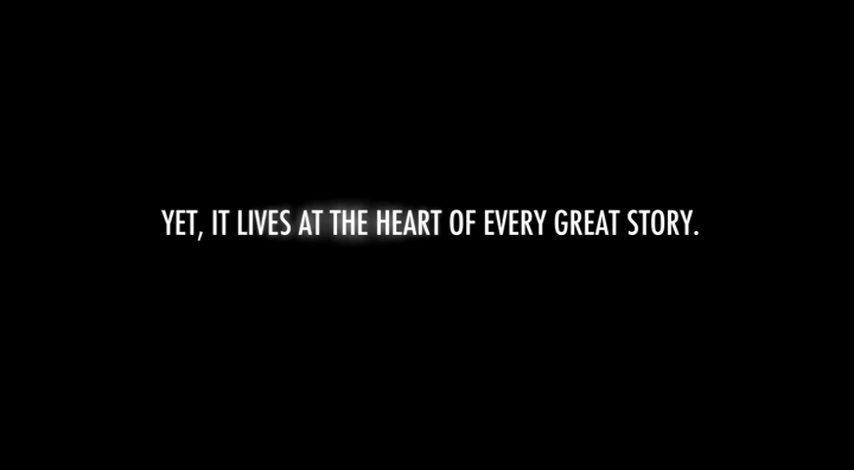 YET, IT LIVES AT THE HEART OF EVERY GREAT STORY.